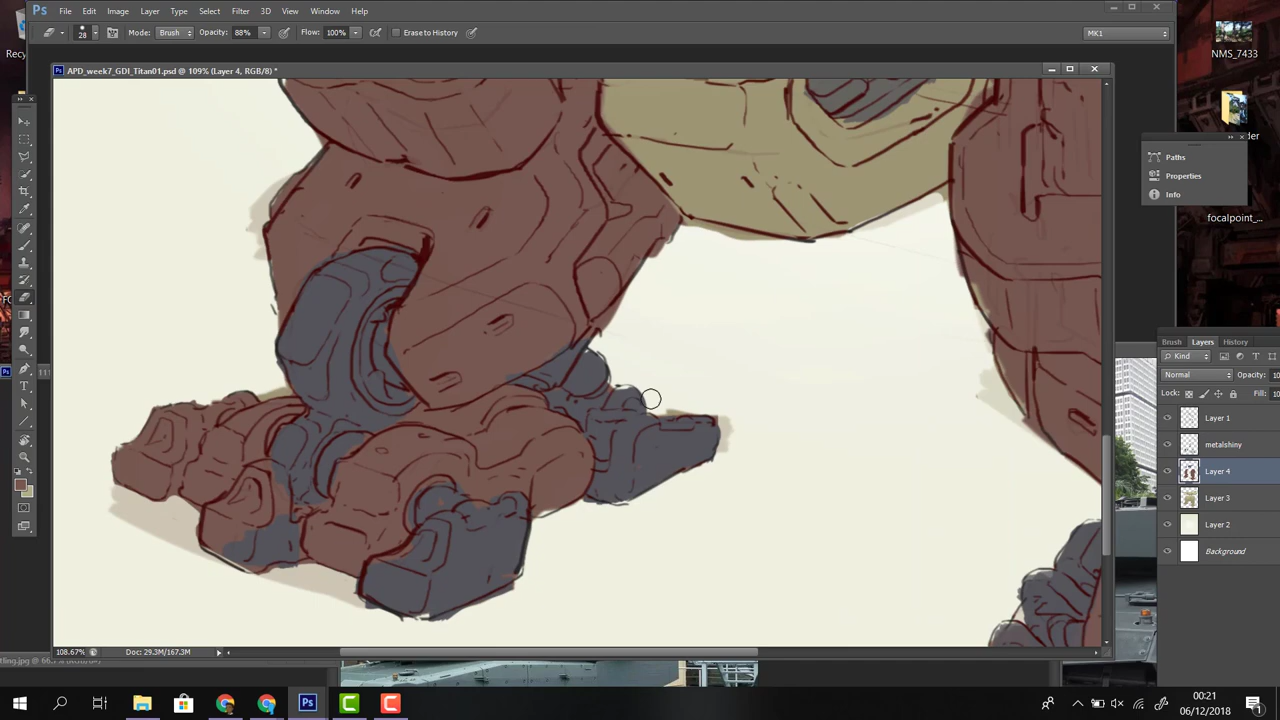 Ps File Edit Image Layer Type Select Filter 3D View Window Help
28 Mode: Brush Opacity: 88% Flow: 100% Erase to History MK1
APD_week7_GDI_Titan01.psd @ 109% (Layer 4, RGB/8) *
NMS_7433
Paths
Properties
Info
focalpoint_...
Brush Layers History
Kind
Normal Opacity: 10
Lock: Fill: 10
Layer 1
metalshiny
Layer 4
Layer 3
Layer 2
Background
108.67% Doc: 29.3M/167.3M
00:21
06/12/2018